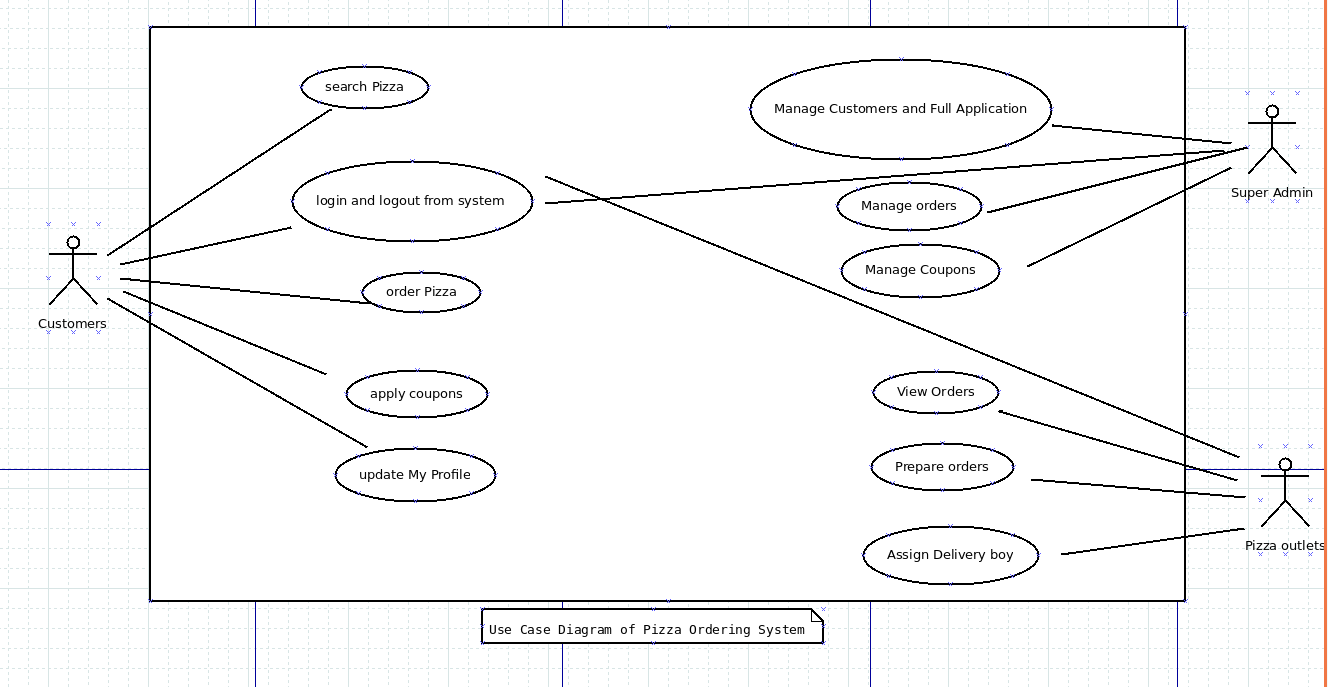 search Pizza
Manage Customers and Full Application
login and logout from system
Super Admin
Manage orders
Manage Coupons
order Pizza
Customers
apply coupons
View Orders
Prepare orders
update My Profile
Pizza outlets
Assign Delivery boy
Use Case Diagram of Pizza Ordering System